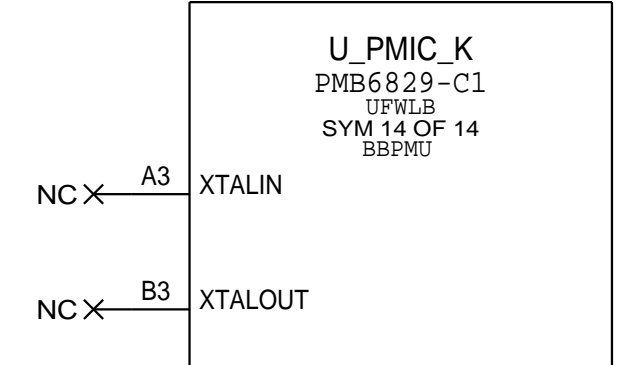 U_PMIC_K
PMB6829-C1
UFWLB
SYM 14 OF 14
BBPMU
NC A3 XTALIN
NC B3 XTALOUT